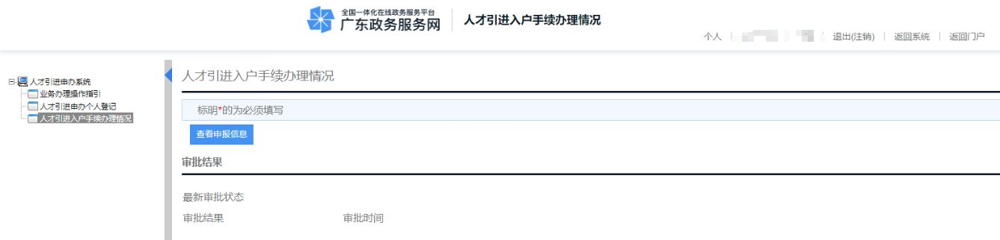 全国一体化在线政务服务平台
广东政务服务网
人才引进入户手续办理情况
个人
退出(注销)
返回系统
返回门户
人才引进申办系统
业务办理操作指引
人才引进申办个人登记
人才引进入户手续办理情况
人才引进入户手续办理情况
标明*的为必须填写
查看申报信息
审批结果
最新审批状态
审批结果 审批时间